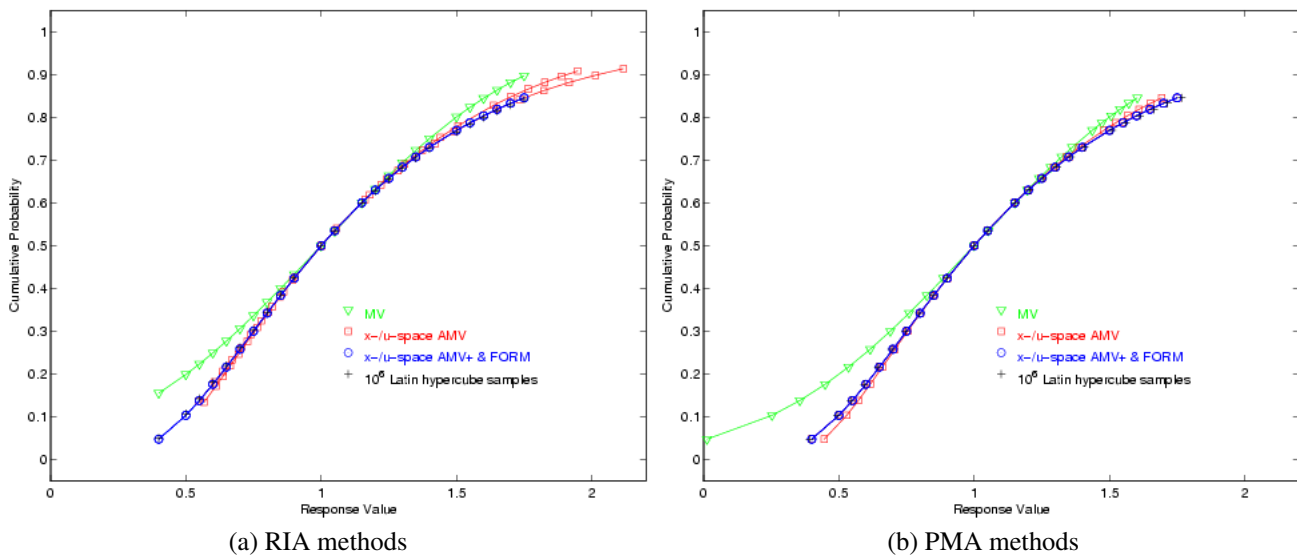 1
0.9
0.8
0.7
0.6
0.5
0.4
0.3
0.2
0.1
0
Cumulative Probability
MV
x-/u-space AMV
x-/u-space AMV+ & FORM
10⁶ Latin hypercube samples
0 0.5 1 1.5 2
Response Value
(a) RIA methods
1
0.9
0.8
0.7
0.6
0.5
0.4
0.3
0.2
0.1
0
Cumulative Probability
MV
x-/u-space AMV
x-/u-space AMV+ & FORM
10⁶ Latin hypercube samples
0 0.5 1 1.5 2
Response Value
(b) PMA methods